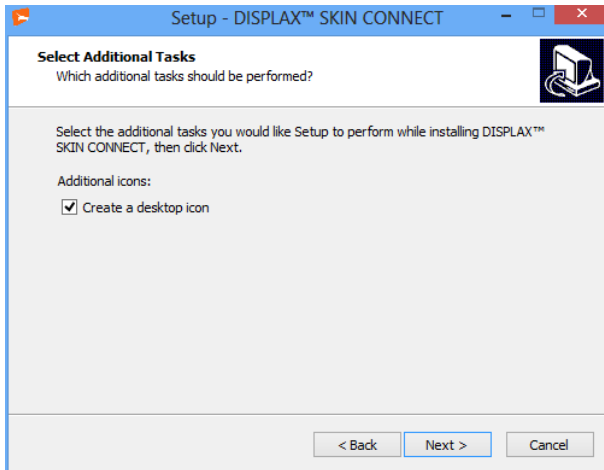 Setup - DISPLAX™ SKIN CONNECT
Select Additional Tasks
Which additional tasks should be performed?
Select the additional tasks you would like Setup to perform while installing DISPLAX™
SKIN CONNECT, then click Next.
Additional icons:
Create a desktop icon
< Back
Next >
Cancel